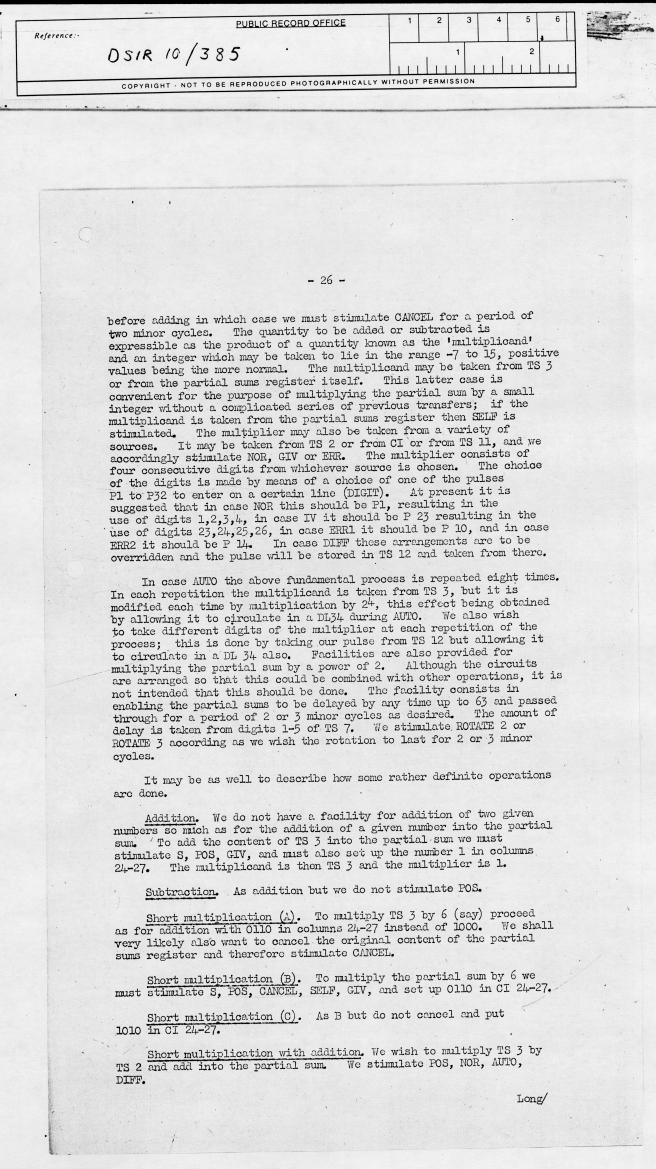 PUBLIC RECORD OFFICE
Reference:-
DSIR 10/385
1 2 3 4 5 6
1 2
COPYRIGHT - NOT TO BE REPRODUCED PHOTOGRAPHICALLY WITHOUT PERMISSION
- 26 -
before adding in which case we must stimulate CANCEL for a period of
two minor cycles. The quantity to be added or subtracted is
expressible as the product of a quantity known as the 'multiplicand'
and an integer which may be taken to lie in the range -7 to 15, positive
values being the more normal. The multiplicand may be taken from TS 3
or from the partial sums register itself. This latter case is
convenient for the purpose of multiplying the partial sum by a small
integer without a complicated series of previous transfers; if the
multiplicand is taken from the partial sums register then SELF is
stimulated. The multiplier may also be taken from a variety of
sources. It may be taken from TS 2 or from CI or from TS 11, and we
accordingly stimulate NOR, GIV or ERR. The multiplier consists of
four consecutive digits from whichever source is chosen. The choice
of the digits is made by means of a choice of one of the pulses
P1 to P32 to enter on a certain line (DIGIT). At present it is
suggested that in case NOR this should be P1, resulting in the
use of digits 1,2,3,4, in case IV it should be P 23 resulting in the
use of digits 23,24,25,26, in case ERR1 it should be P 10, and in case
ERR2 it should be P 14. In case DIFF these arrangements are to be
overridden and the pulse will be stored in TS 12 and taken from there.
In case AUTO the above fundamental process is repeated eight times.
In each repetition the multiplicand is taken from TS 3, but it is
modified each time by multiplication by 2⁴, this effect being obtained
by allowing it to circulate in a DL34 during AUTO. We also wish
to take different digits of the multiplier at each repetition of the
process; this is done by taking our pulse from TS 12 but allowing it
to circulate in a DL 34 also. Facilities are also provided for
multiplying the partial sum by a power of 2. Although the circuits
are arranged so that this could be combined with other operations, it is
not intended that this should be done. The facility consists in
enabling the partial sums to be delayed by any time up to 63 and passed
through for a period of 2 or 3 minor cycles as desired. The amount of
delay is taken from digits 1-5 of TS 7. We stimulate ROTATE 2 or
ROTATE 3 according as we wish the rotation to last for 2 or 3 minor
cycles.
It may be as well to describe how some rather definite operations
are done.
Addition. We do not have a facility for addition of two given
numbers so much as for the addition of a given number into the partial
sum. To add the content of TS 3 into the partial sum we must
stimulate S, POS, GIV, and must also set up the number 1 in columns
24-27. The multiplicand is then TS 3 and the multiplier is 1.
Subtraction. As addition but we do not stimulate POS.
Short multiplication (A). To multiply TS 3 by 6 (say) proceed
as for addition with 0110 in columns 24-27 instead of 1000. We shall
very likely also want to cancel the original content of the partial
sums register and therefore stimulate CANCEL.
Short multiplication (B). To multiply the partial sum by 6 we
must stimulate S, POS, CANCEL, SELF, GIV, and set up 0110 in CI 24-27.
Short multiplication (C). As B but do not cancel and put
1010 in CI 24-27.
Short multiplication with addition. We wish to multiply TS 3 by
TS 2 and add into the partial sum. We stimulate POS, NOR, AUTO,
DIFF.
Long/